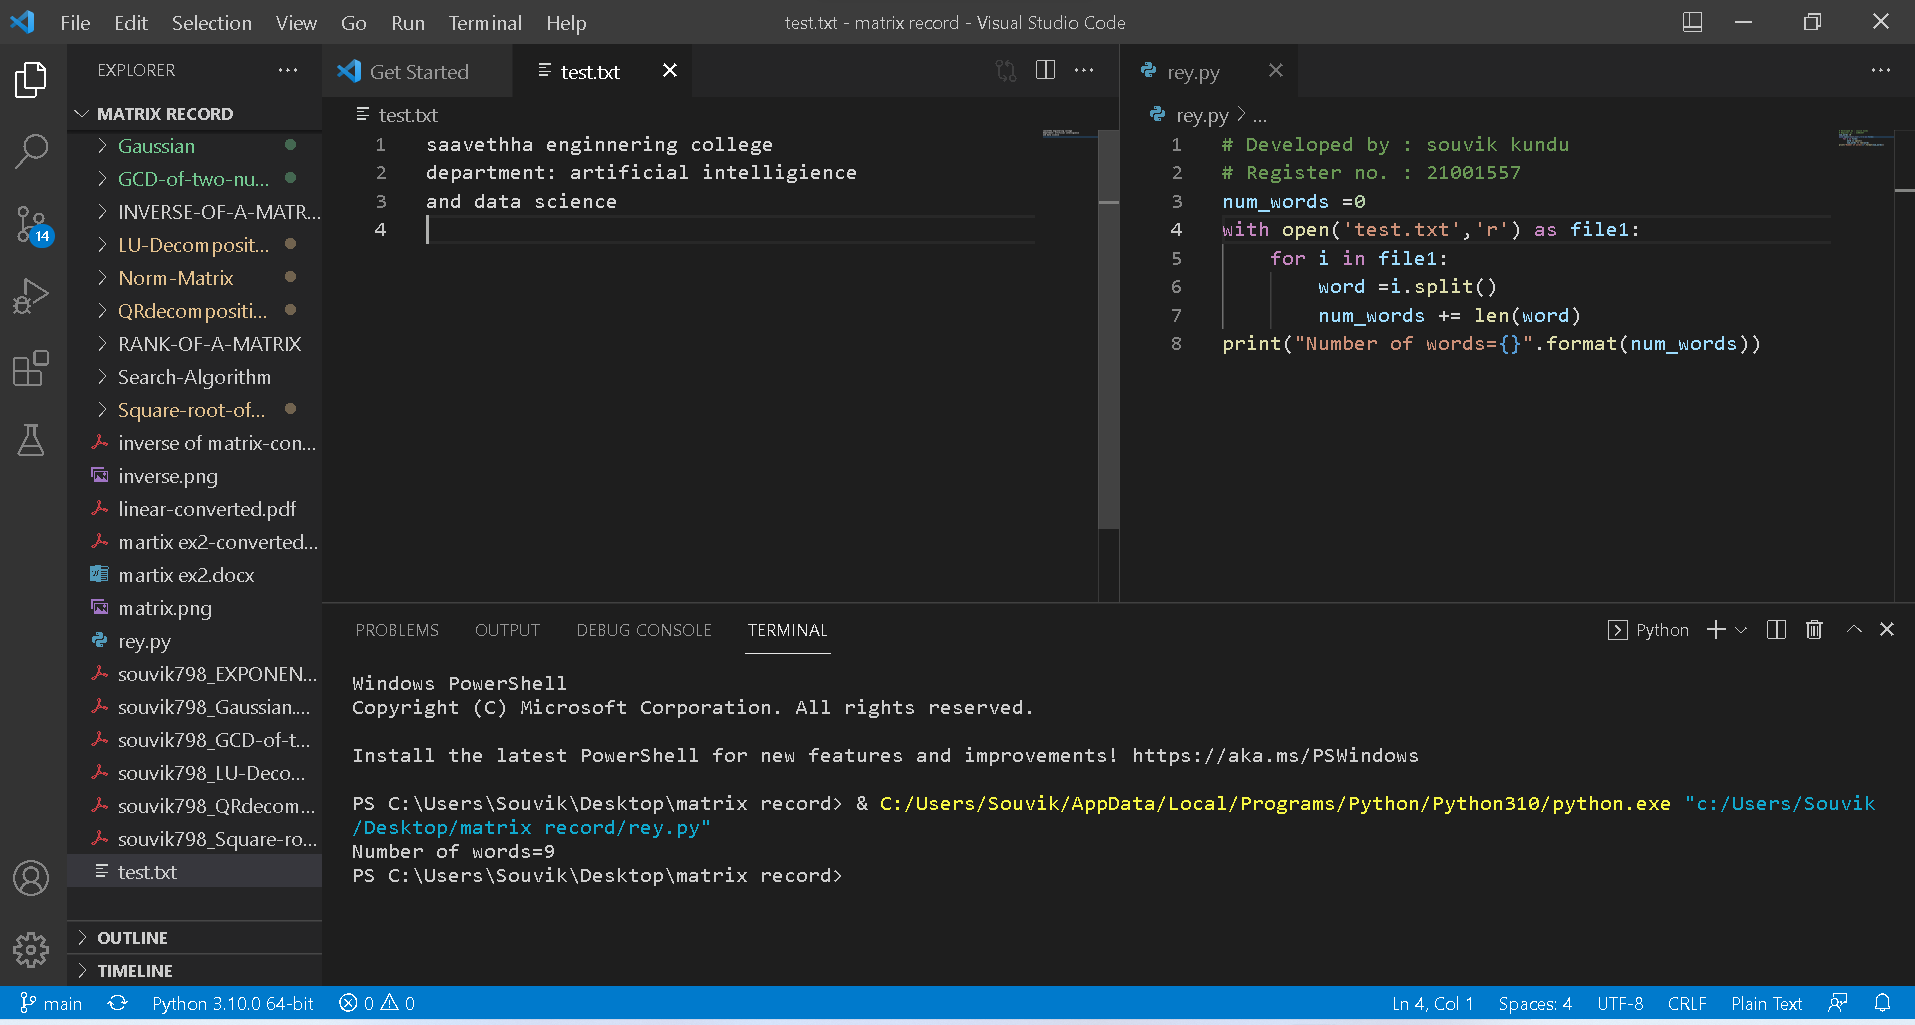 File Edit Selection View Go Run Terminal Help
test.txt - matrix record - Visual Studio Code
EXPLORER
MATRIX RECORD
Gaussian
GCD-of-two-nu...
INVERSE-OF-A-MATR...
LU-Decomposit...
Norm-Matrix
QRdecompositi...
RANK-OF-A-MATRIX
Search-Algorithm
Square-root-of...
inverse of matrix-con...
inverse.png
linear-converted.pdf
martix ex2-converted...
martix ex2.docx
matrix.png
rey.py
souvik798_EXPONEN...
souvik798_Gaussian....
souvik798_GCD-of-t...
souvik798_LU-Deco...
souvik798_QRdecom...
souvik798_Square-ro...
test.txt
OUTLINE
TIMELINE
14
Get Started test.txt
test.txt
1 saavethha enginnering college
2 department: artificial intelligience
3 and data science
4
rey.py
rey.py > ...
1 # Developed by : souvik kundu
2 # Register no. : 21001557
3 num_words =0
4 with open('test.txt','r') as file1:
5 for i in file1:
6 word =i.split()
7 num_words += len(word)
8 print("Number of words={}".format(num_words))
PROBLEMS OUTPUT DEBUG CONSOLE TERMINAL
Python
Windows PowerShell
Copyright (C) Microsoft Corporation. All rights reserved.
Install the latest PowerShell for new features and improvements! https://aka.ms/PSWindows
PS C:\Users\Souvik\Desktop\matrix record> & C:/Users/Souvik/AppData/Local/Programs/Python/Python310/python.exe "c:/Users/Souvik
/Desktop/matrix record/rey.py"
Number of words=9
PS C:\Users\Souvik\Desktop\matrix record>
main Python 3.10.0 64-bit 0 0 Ln 4, Col 1 Spaces: 4 UTF-8 CRLF Plain Text